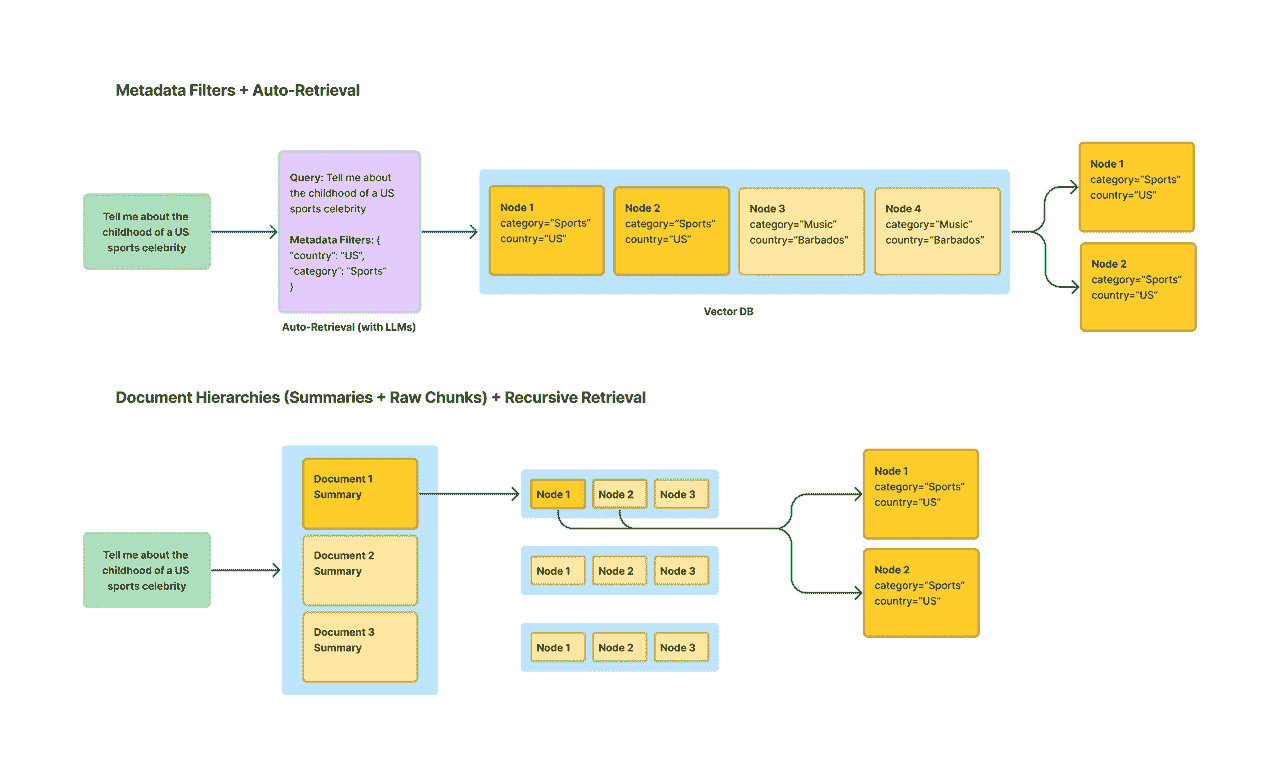 Metadata Filters + Auto-Retrieval
Tell me about the
childhood of a US
sports celebrity
Query: Tell me about
the childhood of a US
sports celebrity
Metadata Filters: {
"country": "US",
"category": "Sports"
}
Auto-Retrieval (with LLMs)
Node 1
category="Sports"
country="US"
Node 2
category="Sports"
country="US"
Node 3
category="Music"
country="Barbados"
Node 4
category="Music"
country="Barbados"
Vector DB
Node 1
category="Sports"
country="US"
Node 2
category="Sports"
country="US"
Document Hierarchies (Summaries + Raw Chunks) + Recursive Retrieval
Tell me about the
childhood of a US
sports celebrity
Document 1
Summary
Document 2
Summary
Document 3
Summary
Node 1
Node 2
Node 3
Node 1
Node 2
Node 3
Node 1
Node 2
Node 3
Node 1
category="Sports"
country="US"
Node 2
category="Sports"
country="US"